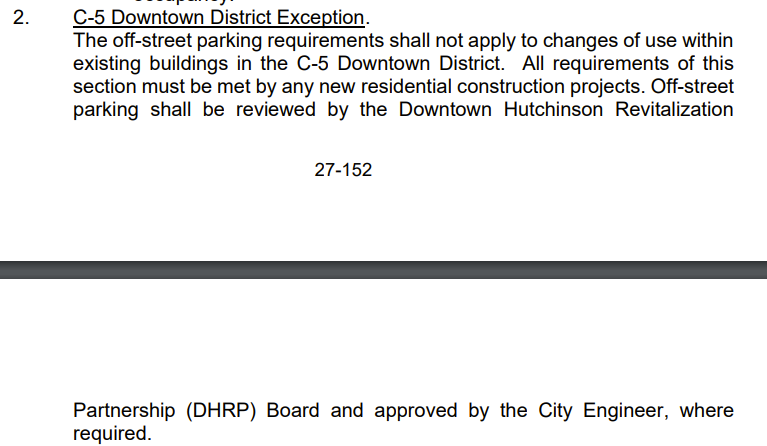 2. C-5 Downtown District Exception.
The off-street parking requirements shall not apply to changes of use within
existing buildings in the C-5 Downtown District. All requirements of this
section must be met by any new residential construction projects. Off-street
parking shall be reviewed by the Downtown Hutchinson Revitalization
27-152
Partnership (DHRP) Board and approved by the City Engineer, where
required.